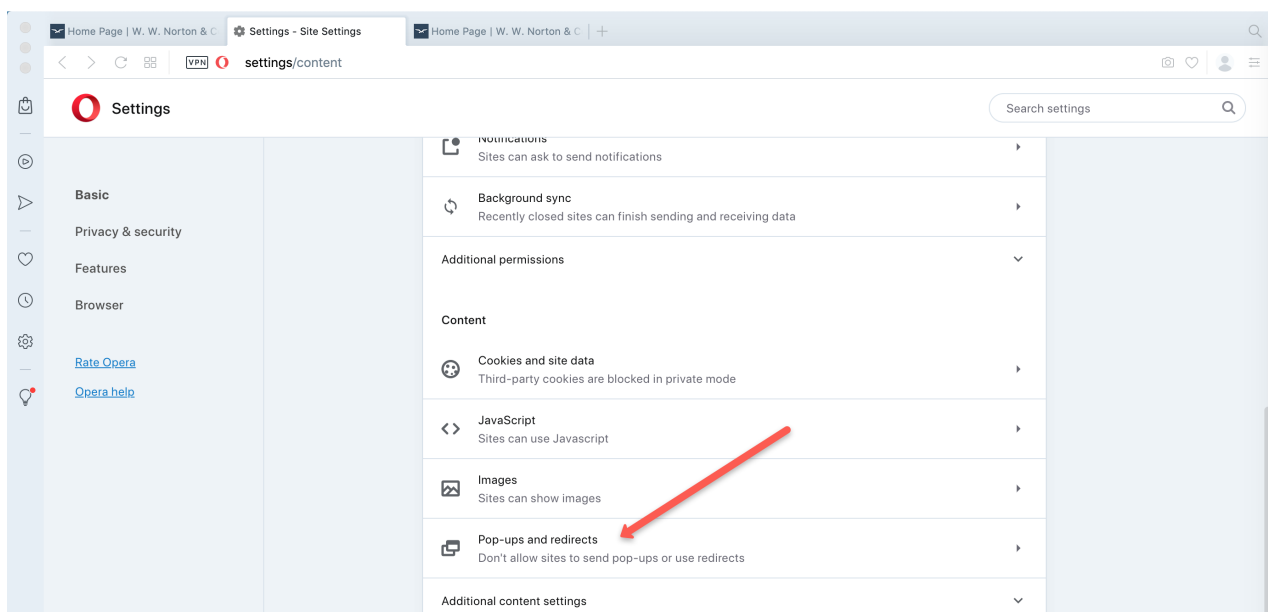 Home Page | W. W. Norton & C
Settings - Site Settings
Home Page | W. W. Norton & C
VPN
settings/content
Settings
Search settings
Basic
Privacy & security
Features
Browser
Rate Opera
Opera help
Notifications
Sites can ask to send notifications
Background sync
Recently closed sites can finish sending and receiving data
Additional permissions
Content
Cookies and site data
Third-party cookies are blocked in private mode
JavaScript
Sites can use Javascript
Images
Sites can show images
Pop-ups and redirects
Don't allow sites to send pop-ups or use redirects
Additional content settings